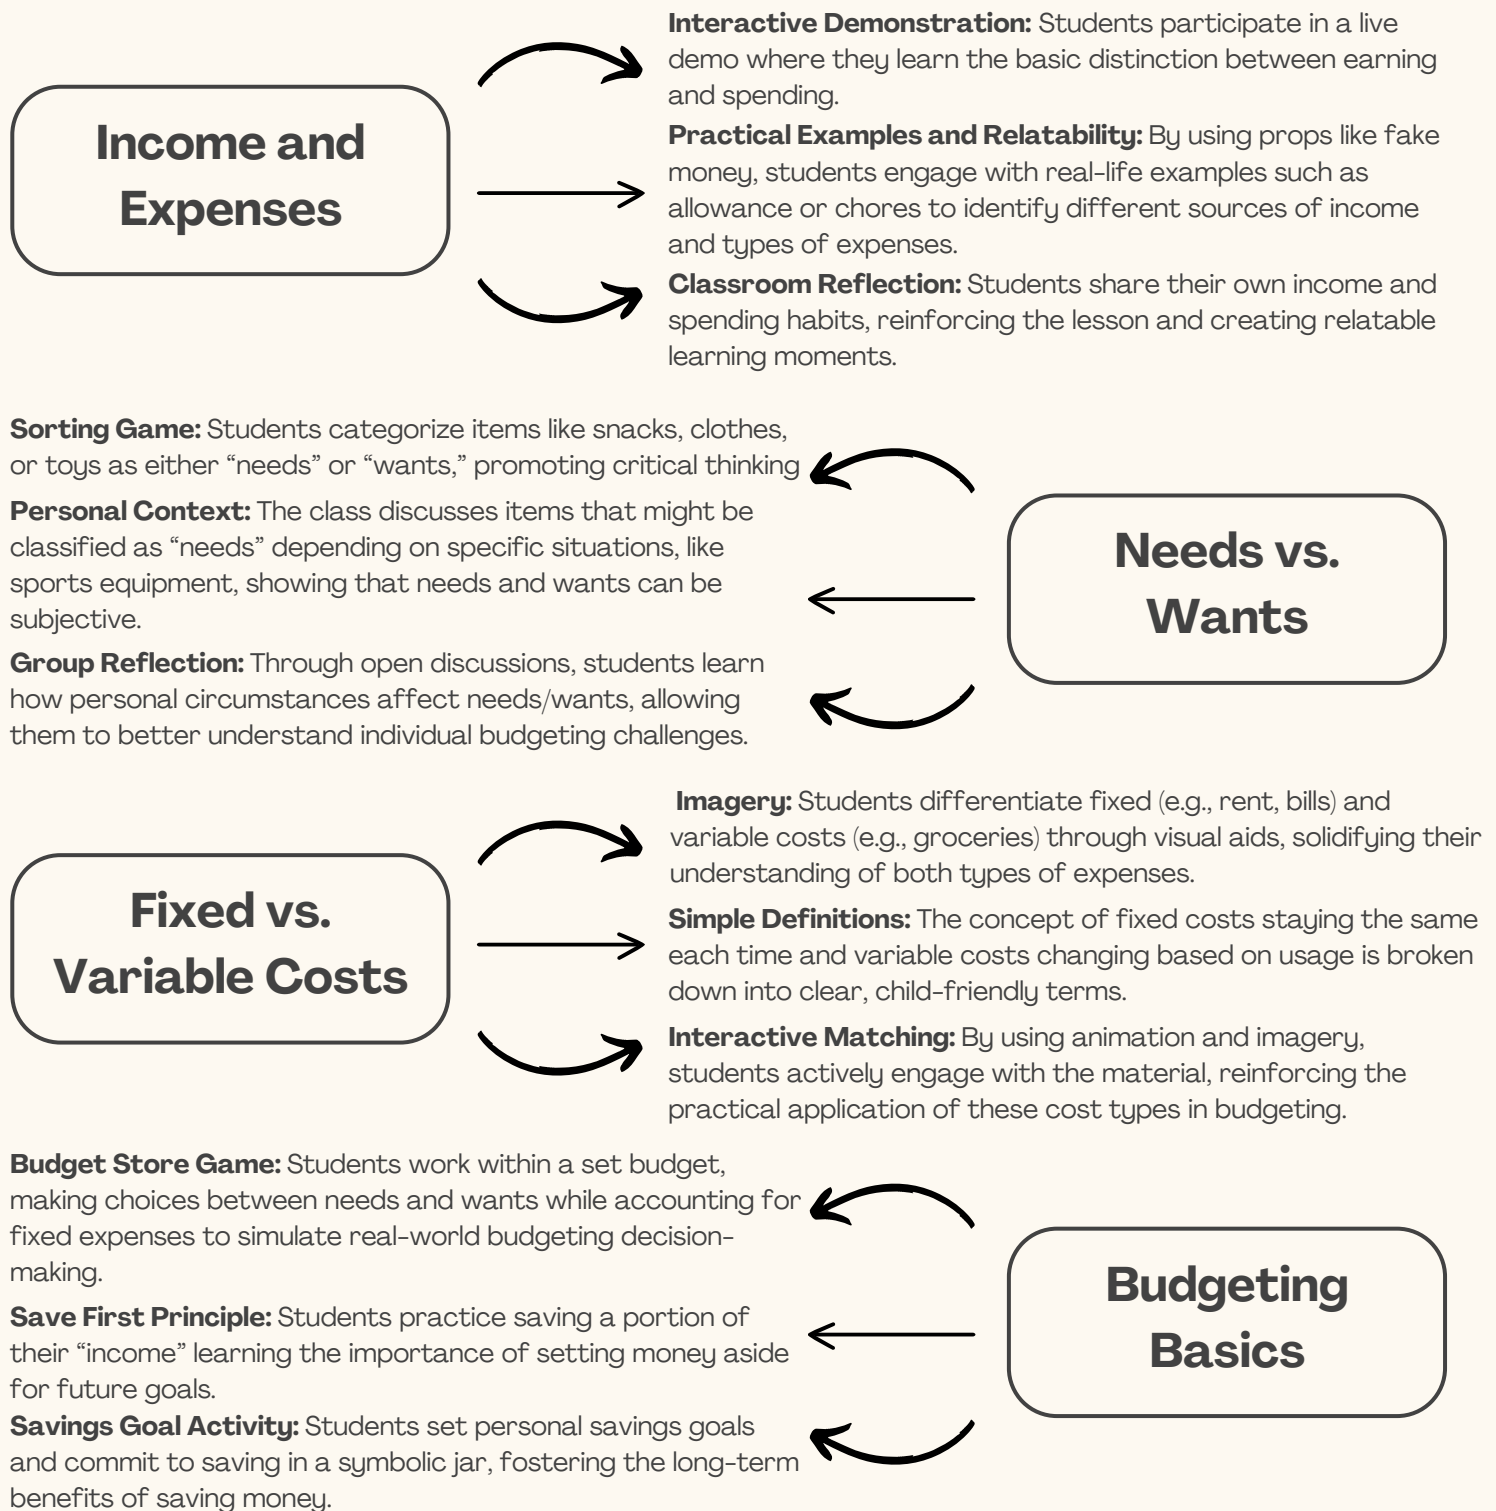 Income and
Expenses
Interactive Demonstration: Students participate in a live
demo where they learn the basic distinction between earning
and spending.
Practical Examples and Relatability: By using props like fake
money, students engage with real-life examples such as
allowance or chores to identify different sources of income
and types of expenses.
Classroom Reflection: Students share their own income and
spending habits, reinforcing the lesson and creating relatable
learning moments.
Needs vs.
Wants
Sorting Game: Students categorize items like snacks, clothes,
or toys as either “needs” or “wants,” promoting critical thinking
Personal Context: The class discusses items that might be
classified as “needs” depending on specific situations, like
sports equipment, showing that needs and wants can be
subjective.
Group Reflection: Through open discussions, students learn
how personal circumstances affect needs/wants, allowing
them to better understand individual budgeting challenges.
Fixed vs.
Variable Costs
Imagery: Students differentiate fixed (e.g., rent, bills) and
variable costs (e.g., groceries) through visual aids, solidifying their
understanding of both types of expenses.
Simple Definitions: The concept of fixed costs staying the same
each time and variable costs changing based on usage is broken
down into clear, child-friendly terms.
Interactive Matching: By using animation and imagery,
students actively engage with the material, reinforcing the
practical application of these cost types in budgeting.
Budgeting
Basics
Budget Store Game: Students work within a set budget,
making choices between needs and wants while accounting for
fixed expenses to simulate real-world budgeting decision-
making.
Save First Principle: Students practice saving a portion of
their “income” learning the importance of setting money aside
for future goals.
Savings Goal Activity: Students set personal savings goals
and commit to saving in a symbolic jar, fostering the long-term
benefits of saving money.